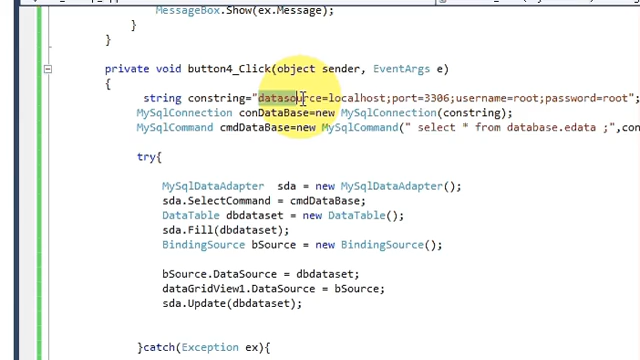 MessageBox.Show(ex.Message);
}
}
private void button4_Click(object sender, EventArgs e)
{
string constring="datasource=localhost;port=3306;username=root;password=root";
MySqlConnection conDataBase=new MySqlConnection(constring);
MySqlCommand cmdDataBase=new MySqlCommand(" select * from database.edata ;",con
try{
MySqlDataAdapter sda = new MySqlDataAdapter();
sda.SelectCommand = cmdDataBase;
DataTable dbdataset = new DataTable();
sda.Fill(dbdataset);
BindingSource bSource = new BindingSource();
bSource.DataSource = dbdataset;
dataGridView1.DataSource = bSource;
sda.Update(dbdataset);
}catch(Exception ex){